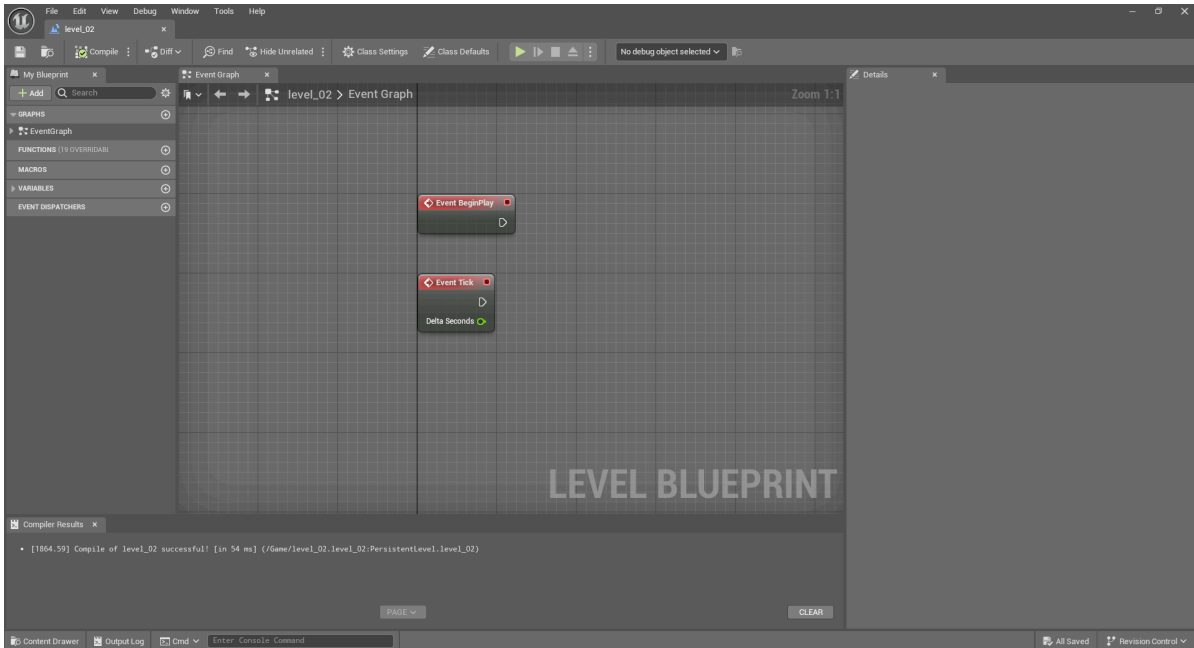 File Edit View Debug Window Tools Help
level_02
Compile Diff Find Hide Unrelated Class Settings Class Defaults No debug object selected
My Blueprint Event Graph Details
Add Search level_02 > Event Graph Zoom 1:1
GRAPHS
EventGraph
FUNCTIONS (19 OVERRIDABL
MACROS
VARIABLES
EVENT DISPATCHERS
Event BeginPlay
Event Tick
Delta Seconds
LEVEL BLUEPRINT
Compiler Results
[1864.59] Compile of level_02 successful! [in 54 ms] (/Game/level_02.level_02:PersistentLevel.level_02)
PAGE CLEAR
Content Drawer Output Log Cmd Enter Console Command All Saved Revision Control